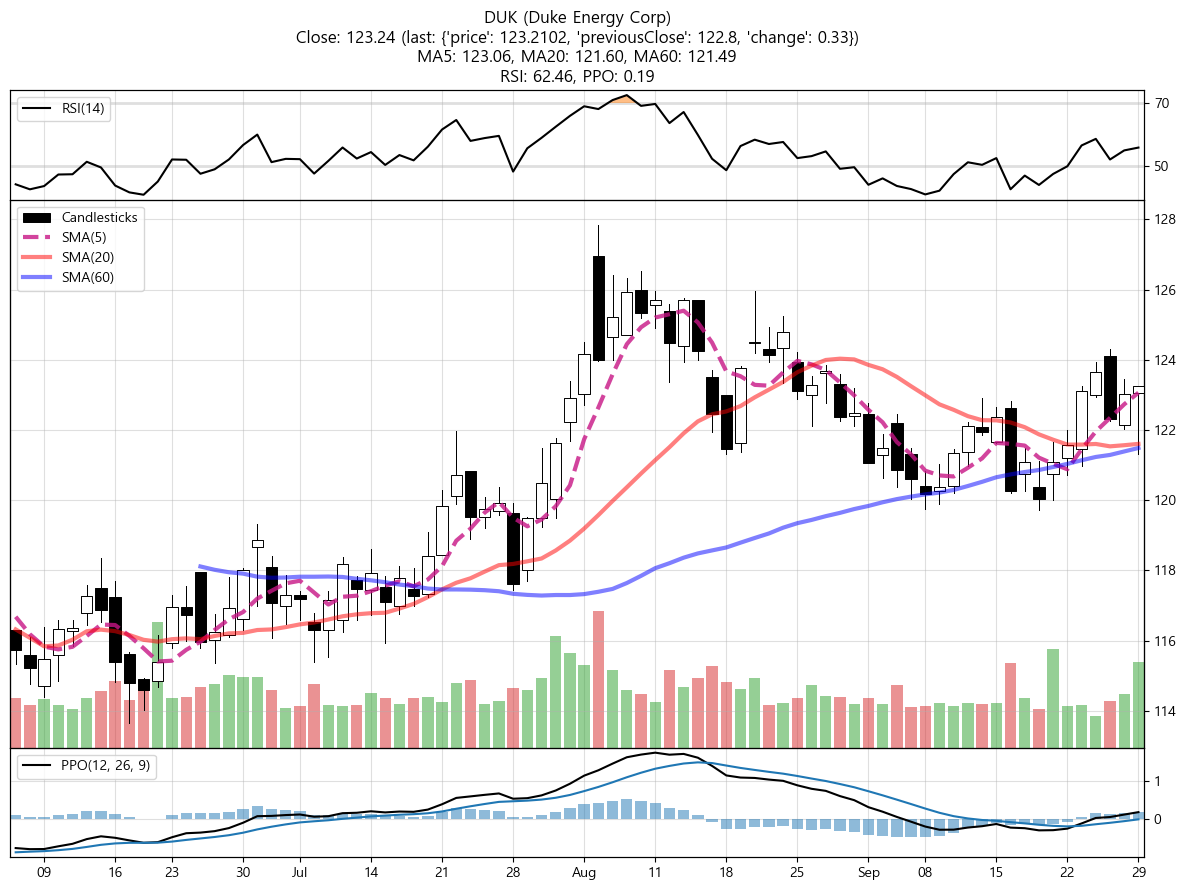 DUK (Duke Energy Corp)
Close: 123.24 (last: {'price': 123.2102, 'previousClose': 122.8, 'change': 0.33})
MA5: 123.06, MA20: 121.60, MA60: 121.49
RSI: 62.46, PPO: 0.19
RSI(14)
70
50
Candlesticks
SMA(5)
SMA(20)
SMA(60)
128
126
124
122
120
118
116
114
PPO(12, 26, 9)
1
0
09 16 23 30 Jul 14 21 28 Aug 11 18 25 Sep 08 15 22 29